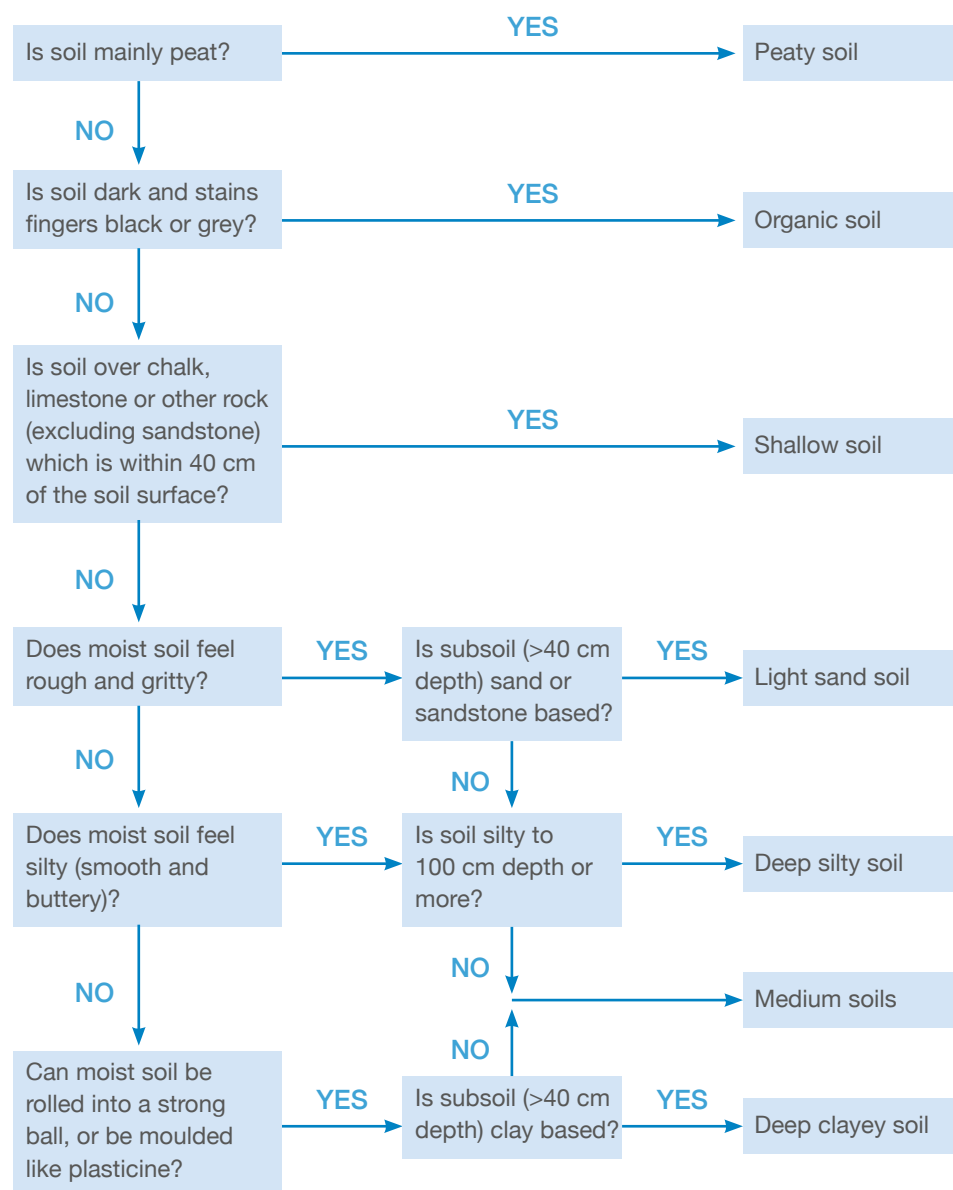 YES
Is soil mainly peat?
Peaty soil
NO
Is soil dark and stains
fingers black or grey?
YES
Organic soil
NO
Is soil over chalk,
limestone or other rock
(excluding sandstone)
which is within 40 cm
of the soil surface?
YES
Shallow soil
NO
Does moist soil feel
rough and gritty?
YES
Is subsoil (>40 cm
depth) sand or
sandstone based?
YES
Light sand soil
NO
NO
Does moist soil feel
silty (smooth and
buttery)?
YES
Is soil silty to
100 cm depth or
more?
YES
Deep silty soil
NO
NO
Medium soils
NO
Can moist soil be
rolled into a strong
ball, or be moulded
like plasticine?
YES
Is subsoil (>40 cm
depth) clay based?
YES
Deep clayey soil